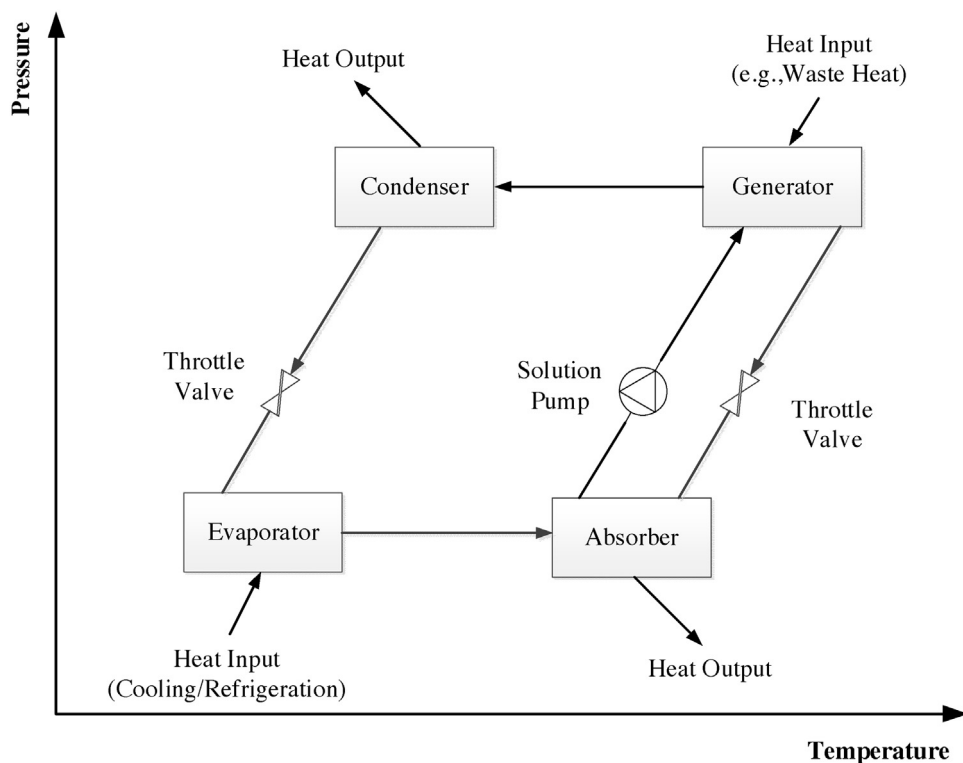 Pressure
Heat Output
Heat Input
(e.g.,Waste Heat)
Condenser
Generator
Throttle
Valve
Solution
Pump
Throttle
Valve
Evaporator
Absorber
Heat Input
(Cooling/Refrigeration)
Heat Output
Temperature